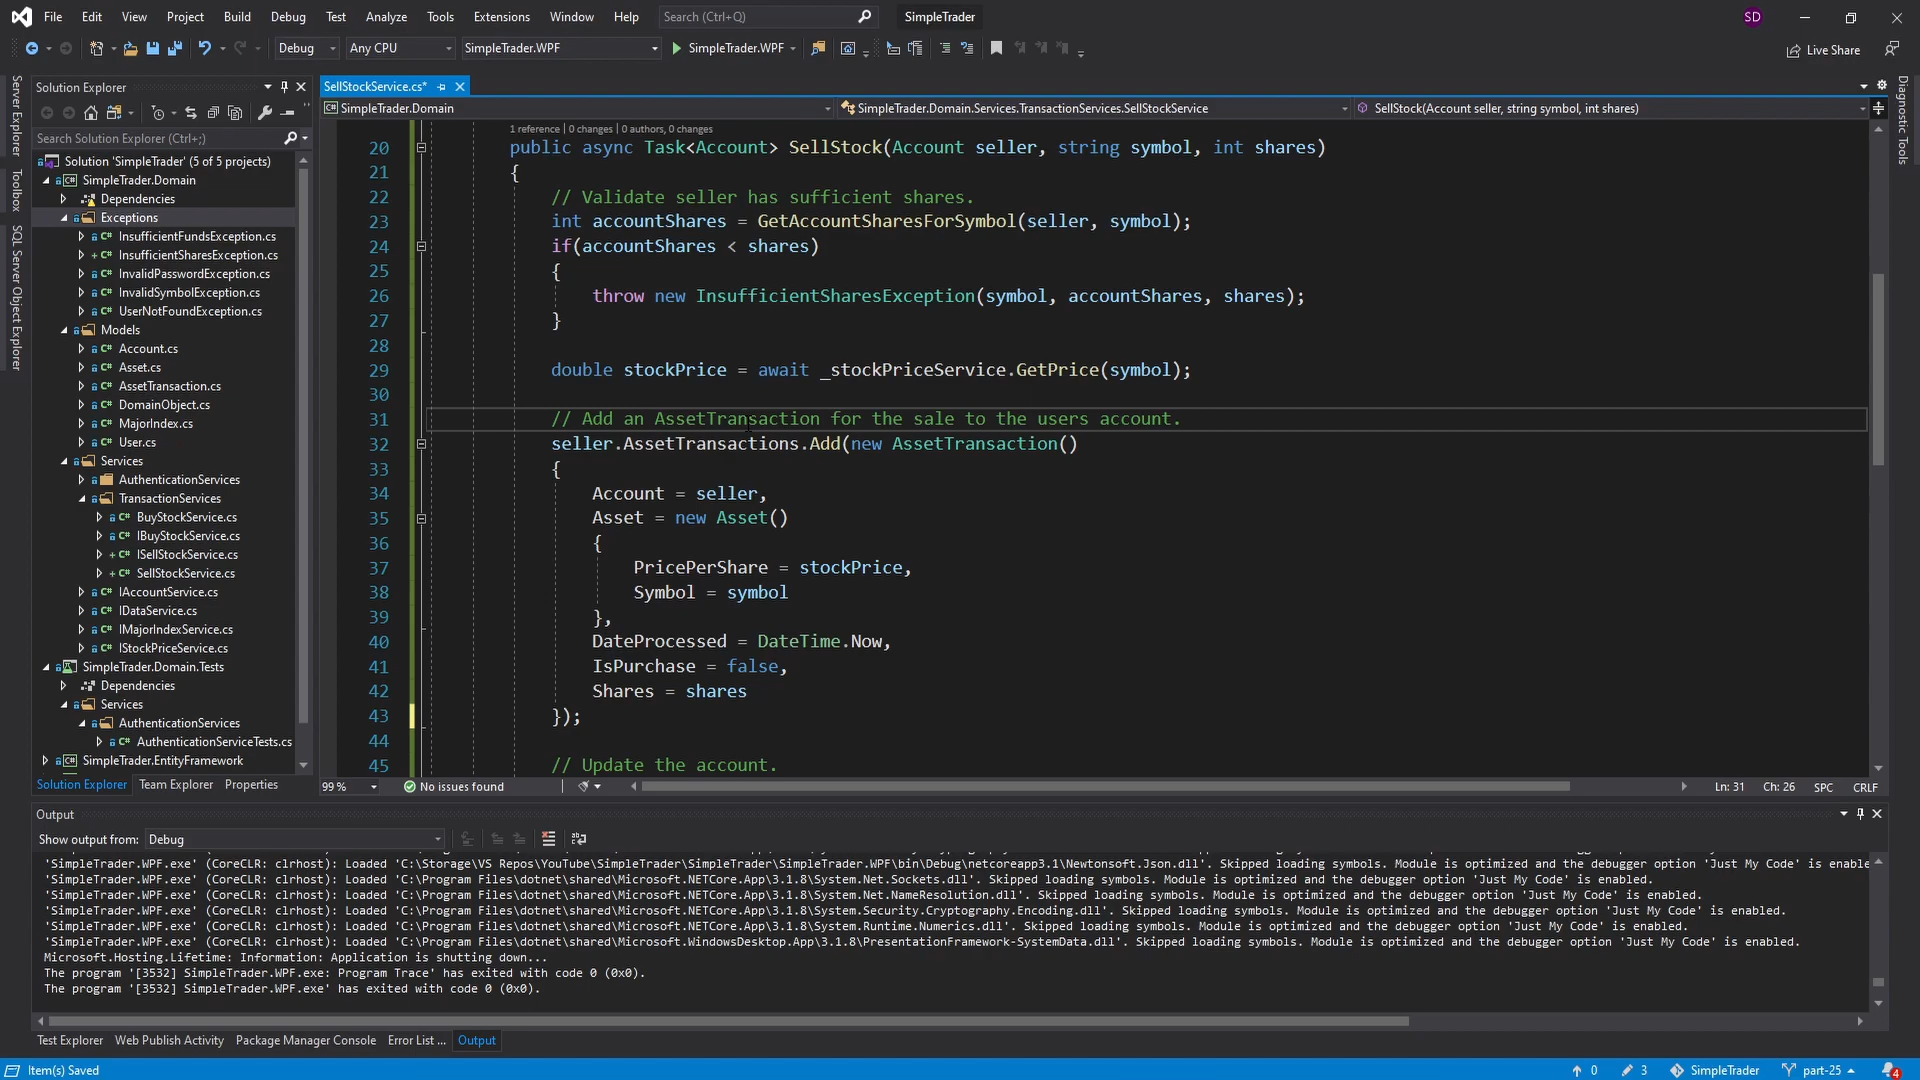 File Edit View Project Build Debug Test Analyze Tools Extensions Window Help Search (Ctrl+Q) SimpleTrader SD
Debug Any CPU SimpleTrader.WPF SimpleTrader.WPF Live Share
Server Explorer
Toolbox
SQL Server Object Explorer
Solution Explorer
Search Solution Explorer (Ctrl+;)
Solution 'SimpleTrader' (5 of 5 projects)
SimpleTrader.Domain
Dependencies
Exceptions
InsufficientFundsException.cs
InsufficientSharesException.cs
InvalidPasswordException.cs
InvalidSymbolException.cs
UserNotFoundException.cs
Models
Account.cs
Asset.cs
AssetTransaction.cs
DomainObject.cs
MajorIndex.cs
User.cs
Services
AuthenticationServices
TransactionServices
BuyStockService.cs
IBuyStockService.cs
ISellStockService.cs
SellStockService.cs
IAccountService.cs
IDataService.cs
IMajorIndexService.cs
IStockPriceService.cs
SimpleTrader.Domain.Tests
Dependencies
Services
AuthenticationServices
AuthenticationServiceTests.cs
SimpleTrader.EntityFramework
Solution Explorer Team Explorer Properties
SellStockService.cs*
SimpleTrader.Domain SimpleTrader.Domain.Services.TransactionServices.SellStockService SellStock(Account seller, string symbol, int shares)
Diagnostic Tools
1 reference | 0 changes | 0 authors, 0 changes
20 public async Task<Account> SellStock(Account seller, string symbol, int shares)
21 {
22 // Validate seller has sufficient shares.
23 int accountShares = GetAccountSharesForSymbol(seller, symbol);
24 if(accountShares < shares)
25 {
26 throw new InsufficientSharesException(symbol, accountShares, shares);
27 }
28
29 double stockPrice = await _stockPriceService.GetPrice(symbol);
30
31 // Add an AssetTransaction for the sale to the users account.
32 seller.AssetTransactions.Add(new AssetTransaction()
33 {
34 Account = seller,
35 Asset = new Asset()
36 {
37 PricePerShare = stockPrice,
38 Symbol = symbol
39 },
40 DateProcessed = DateTime.Now,
41 IsPurchase = false,
42 Shares = shares
43 });
44
45 // Update the account.
99 % No issues found Ln: 31 Ch: 26 SPC CRLF
Output
Show output from: Debug
'SimpleTrader.WPF.exe' (CoreCLR: clrhost): Loaded 'C:\Storage\VS Repos\YouTube\SimpleTrader\SimpleTrader\SimpleTrader.WPF\bin\Debug\netcoreapp3.1\Newtonsoft.Json.dll'. Skipped loading symbols. Module is optimized and the debugger option 'Just My Code' is enable
'SimpleTrader.WPF.exe' (CoreCLR: clrhost): Loaded 'C:\Program Files\dotnet\shared\Microsoft.NETCore.App\3.1.8\System.Net.Sockets.dll'. Skipped loading symbols. Module is optimized and the debugger option 'Just My Code' is enabled.
'SimpleTrader.WPF.exe' (CoreCLR: clrhost): Loaded 'C:\Program Files\dotnet\shared\Microsoft.NETCore.App\3.1.8\System.Net.NameResolution.dll'. Skipped loading symbols. Module is optimized and the debugger option 'Just My Code' is enabled.
'SimpleTrader.WPF.exe' (CoreCLR: clrhost): Loaded 'C:\Program Files\dotnet\shared\Microsoft.NETCore.App\3.1.8\System.Security.Cryptography.Encoding.dll'. Skipped loading symbols. Module is optimized and the debugger option 'Just My Code' is enabled.
'SimpleTrader.WPF.exe' (CoreCLR: clrhost): Loaded 'C:\Program Files\dotnet\shared\Microsoft.NETCore.App\3.1.8\System.Runtime.Numerics.dll'. Skipped loading symbols. Module is optimized and the debugger option 'Just My Code' is enabled.
'SimpleTrader.WPF.exe' (CoreCLR: clrhost): Loaded 'C:\Program Files\dotnet\shared\Microsoft.WindowsDesktop.App\3.1.8\PresentationFramework-SystemData.dll'. Skipped loading symbols. Module is optimized and the debugger option 'Just My Code' is enabled.
Microsoft.Hosting.Lifetime: Information: Application is shutting down...
The program '[3532] SimpleTrader.WPF.exe: Program Trace' has exited with code 0 (0x0).
The program '[3532] SimpleTrader.WPF.exe' has exited with code 0 (0x0).
Test Explorer Web Publish Activity Package Manager Console Error List ... Output
Item(s) Saved 0 3 SimpleTrader part-25 4